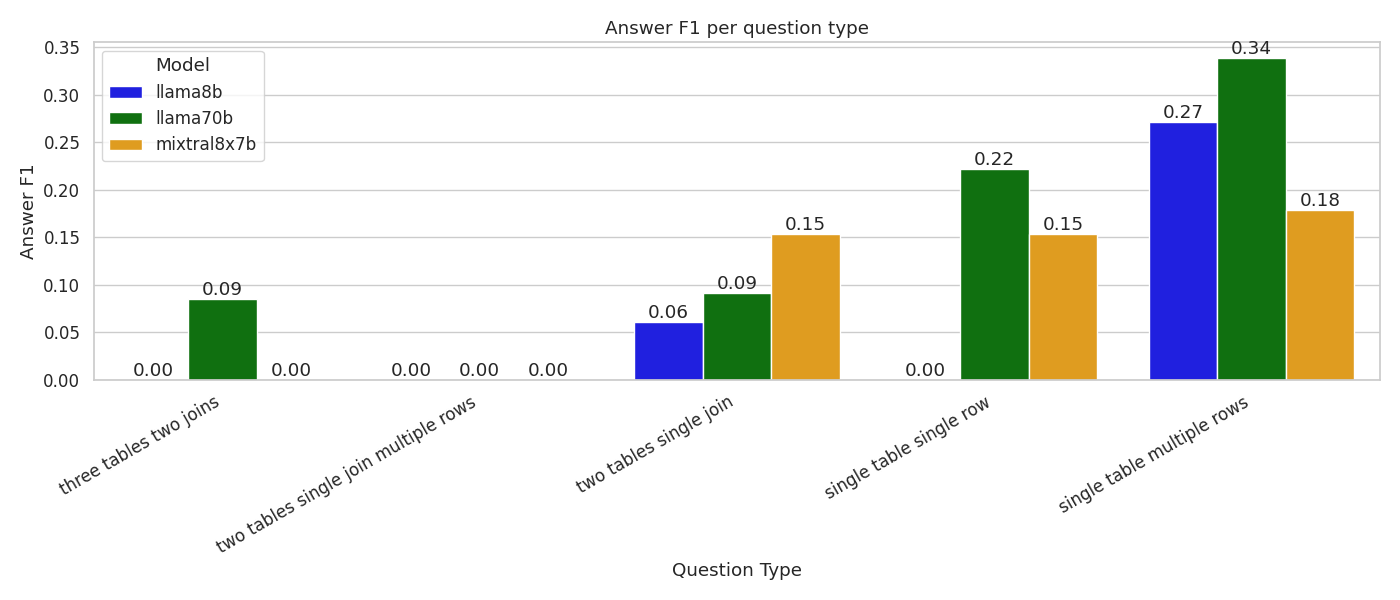 Answer F1 per question type
Answer F1
0.35
0.30
0.25
0.20
0.15
0.10
0.05
0.00
Model
llama8b
llama70b
mixtral8x7b
0.00
0.09
0.00
0.00
0.00
0.00
0.06
0.09
0.15
0.00
0.22
0.15
0.27
0.34
0.18
three tables two joins
two tables single join multiple rows
two tables single join
single table single row
single table multiple rows
Question Type